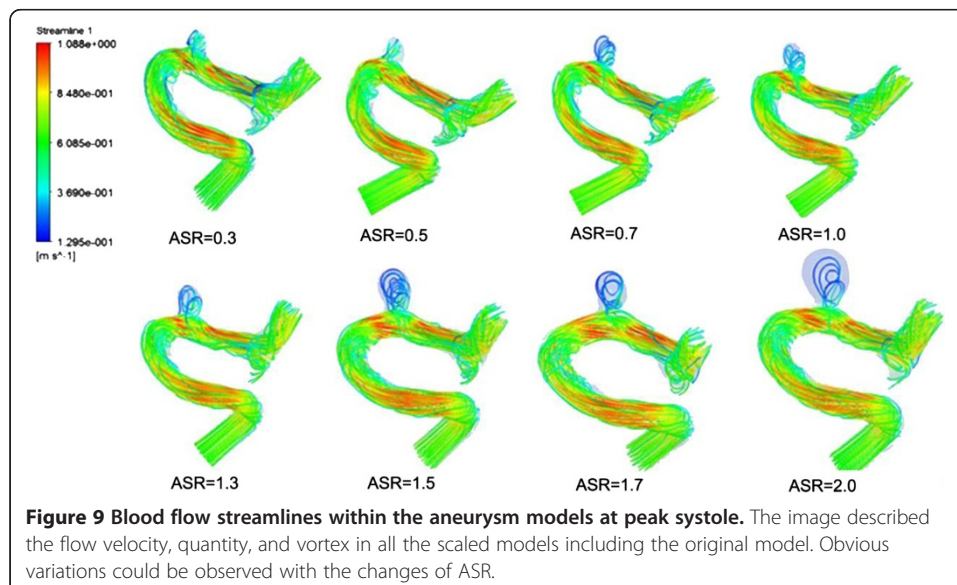 Streamline 1
1.088e+000
8.480e-001
6.085e-001
3.690e-001
1.295e-001
[m s^-1]
ASR=0.3
ASR=0.5
ASR=0.7
ASR=1.0
ASR=1.3
ASR=1.5
ASR=1.7
ASR=2.0
Figure 9 Blood flow streamlines within the aneurysm models at peak systole. The image described
the flow velocity, quantity, and vortex in all the scaled models including the original model. Obvious
variations could be observed with the changes of ASR.